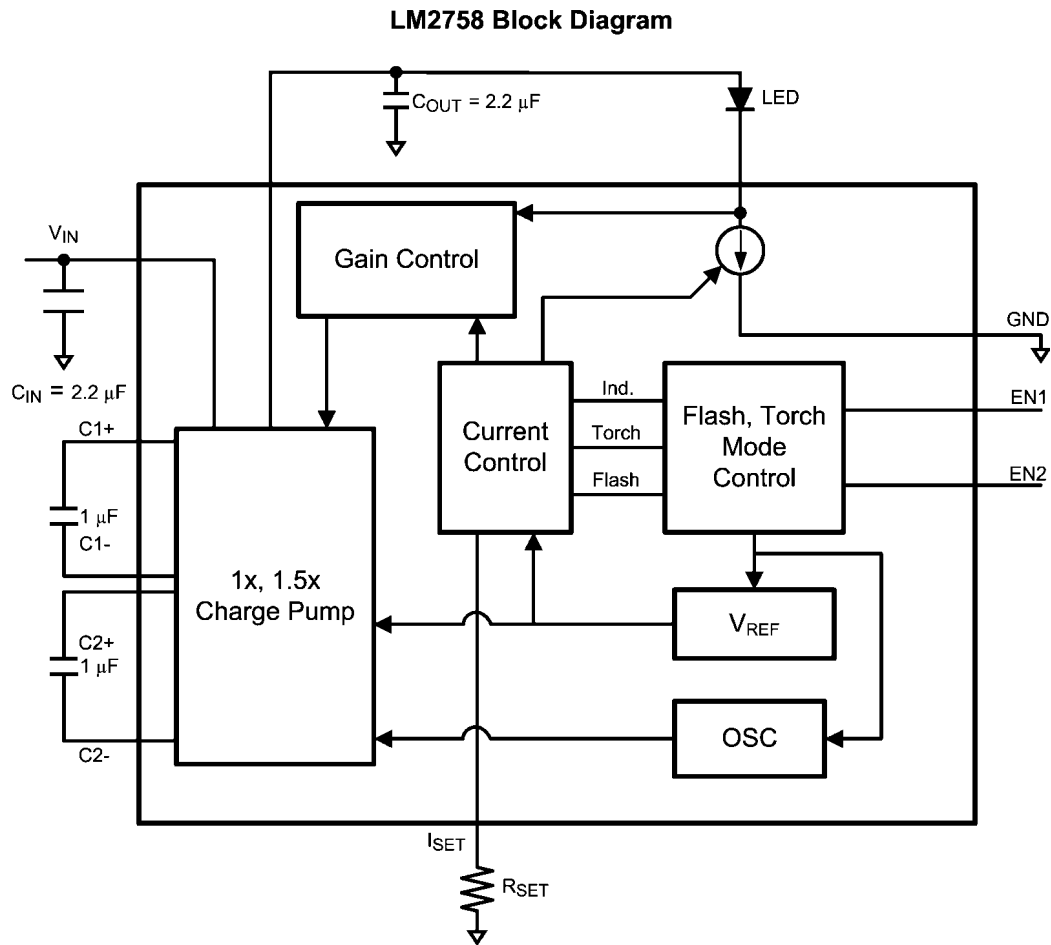 LM2758 Block Diagram
COUT = 2.2 μF
LED
VIN
Gain Control
GND
CIN = 2.2 μF
C1+
1 μF
C1-
C2+
1 μF
C2-
1x, 1.5x
Charge Pump
Current
Control
Ind.
Torch
Flash
Flash, Torch
Mode
Control
EN1
EN2
VREF
OSC
ISET
RSET